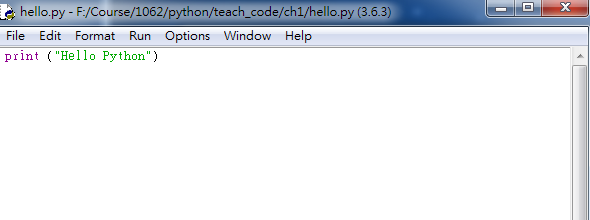 hello.py - F:/Course/1062/python/teach_code/ch1/hello.py (3.6.3)
File Edit Format Run Options Window Help
print ("Hello Python")